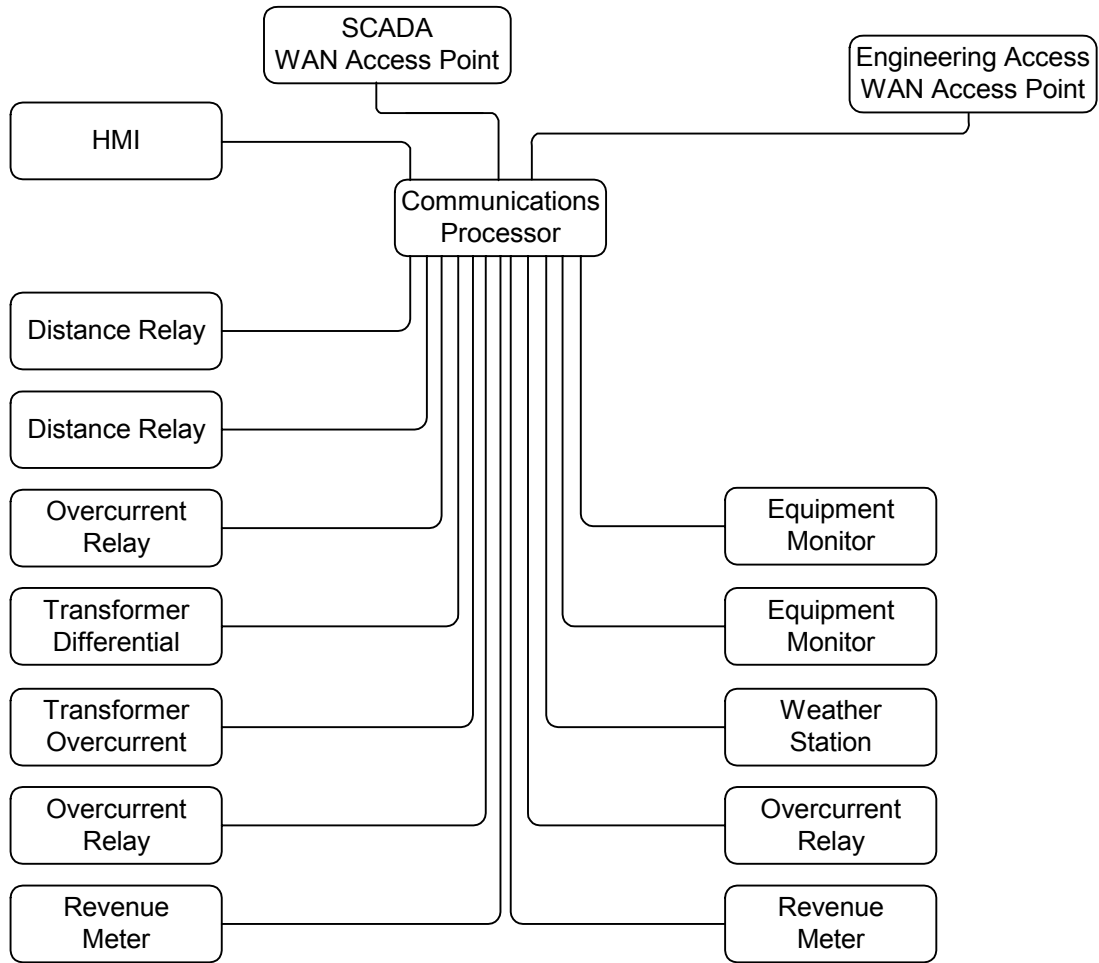 SCADA
WAN Access Point
Engineering Access
WAN Access Point
HMI
Communications
Processor
Distance Relay
Distance Relay
Overcurrent
Relay
Transformer
Differential
Transformer
Overcurrent
Overcurrent
Relay
Revenue
Meter
Equipment
Monitor
Equipment
Monitor
Weather
Station
Overcurrent
Relay
Revenue
Meter